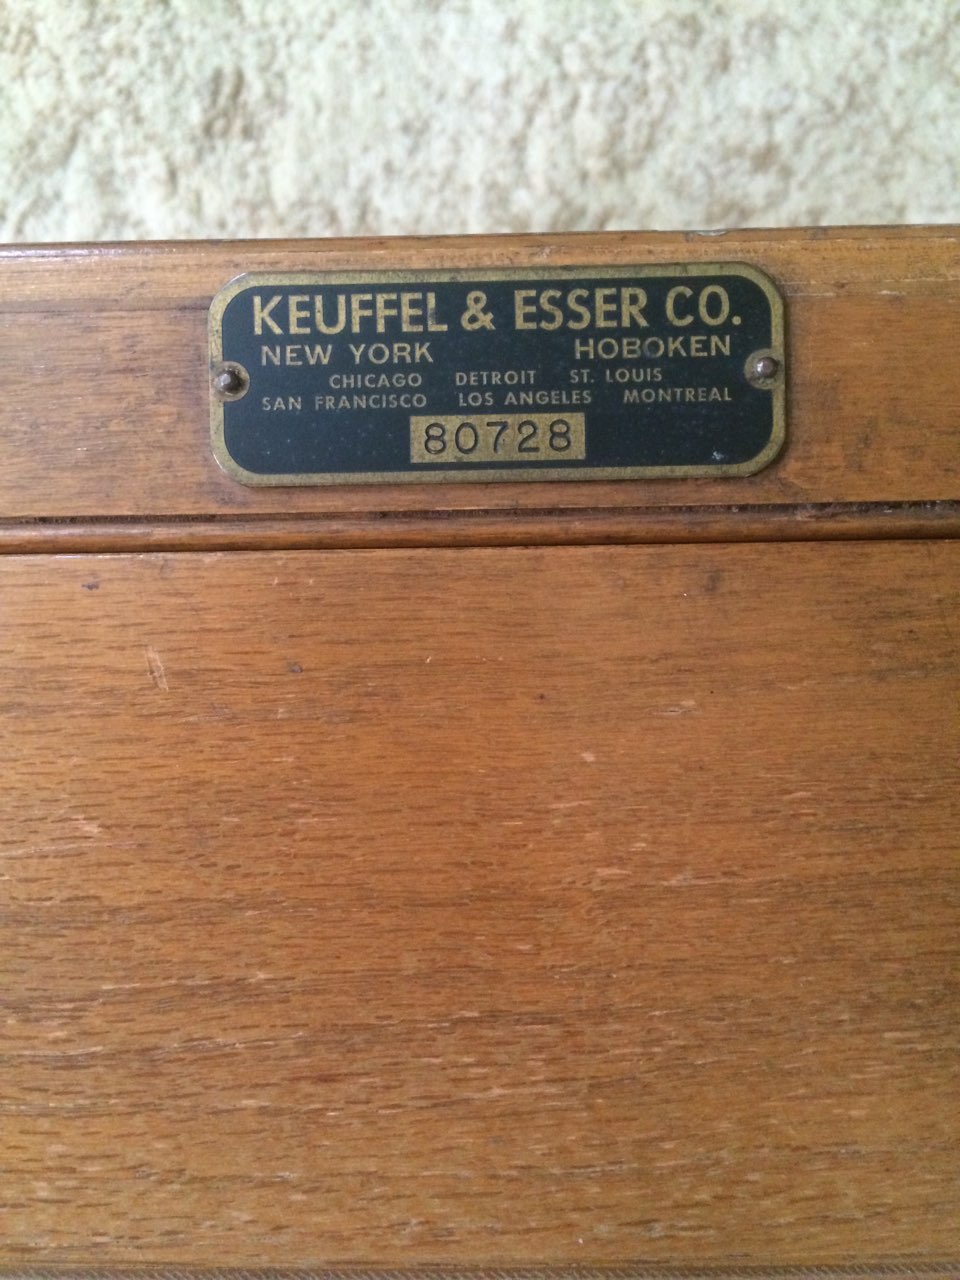 KEUFFEL & ESSER CO.
NEW YORK HOBOKEN
CHICAGO DETROIT ST. LOUIS
SAN FRANCISCO LOS ANGELES MONTREAL
80728